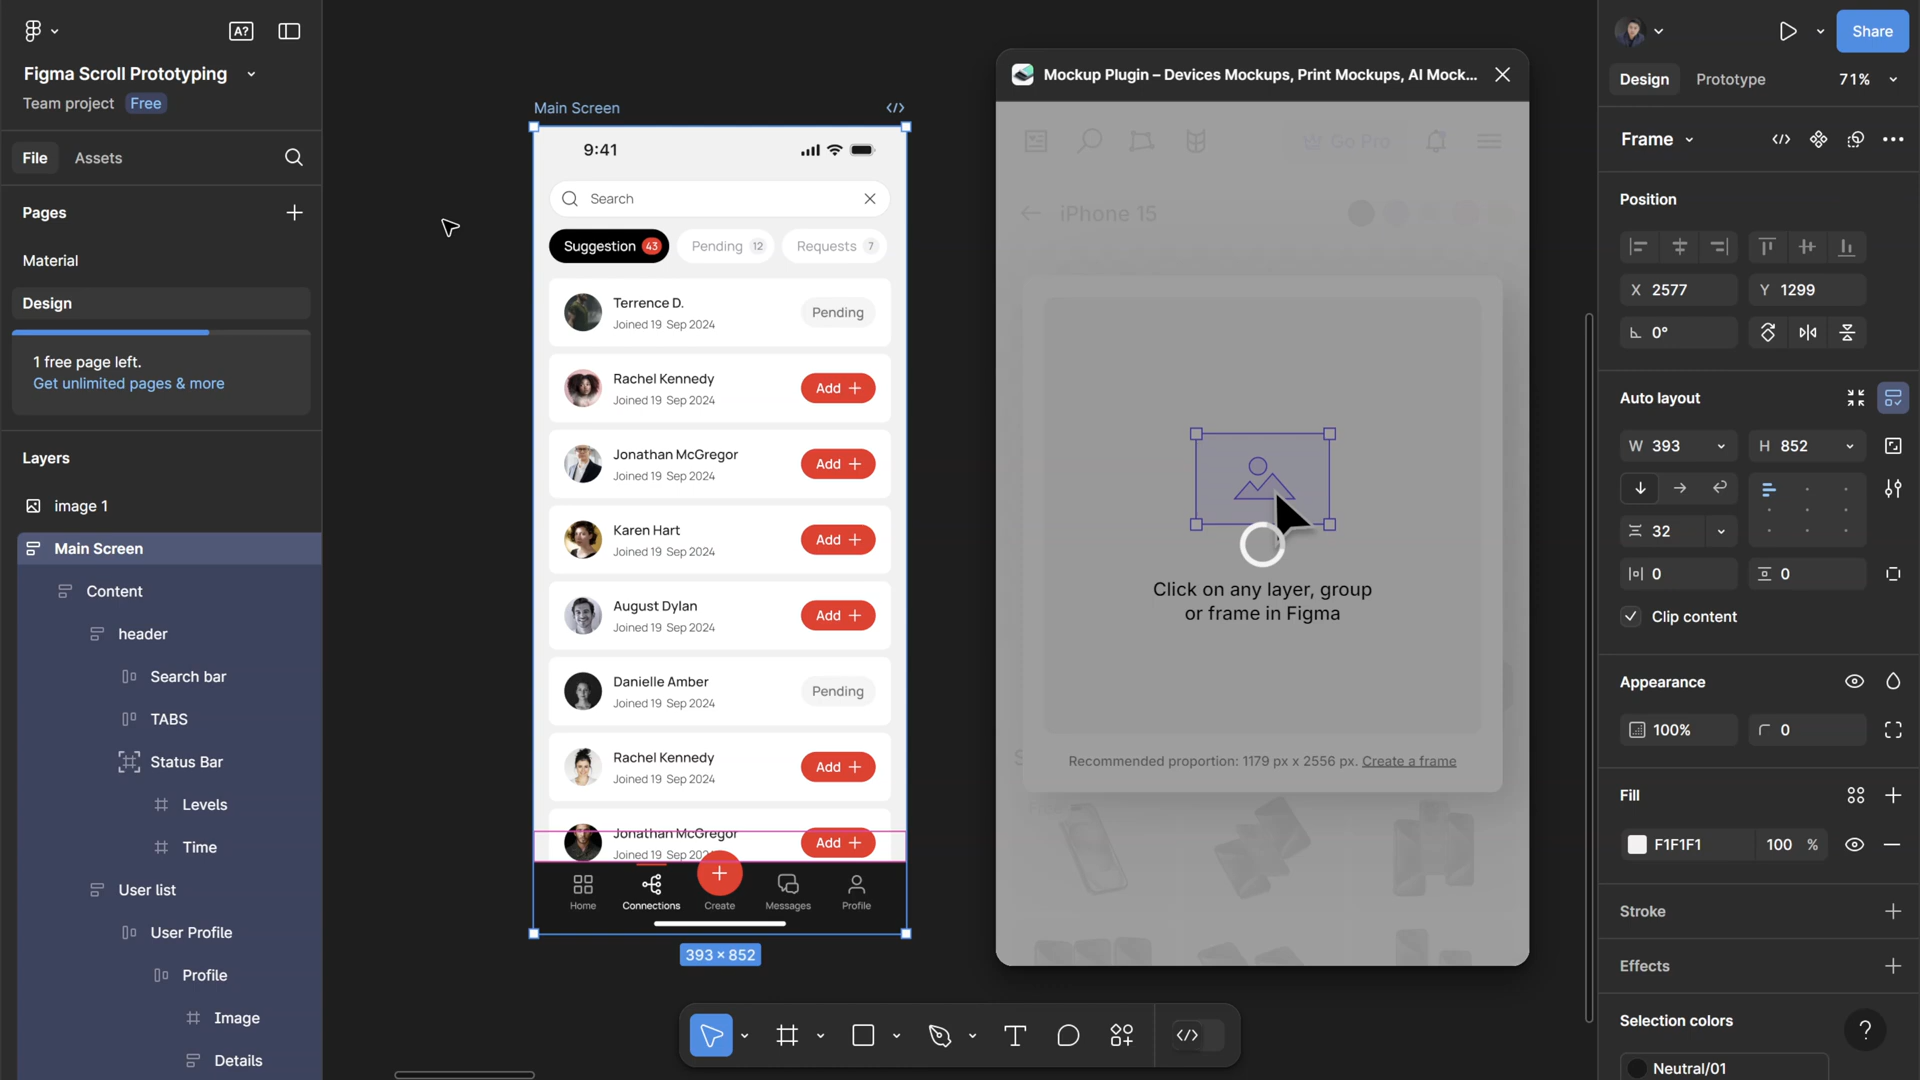 A?
Figma Scroll Prototyping
Team project Free
File Assets
Pages
Material
Design
1 free page left.
Get unlimited pages & more
Layers
image 1
Main Screen
Content
header
Search bar
TABS
Status Bar
Levels
Time
User list
User Profile
Profile
Image
Details
Main Screen
9:41
Search
Suggestion 43 Pending 12 Requests 7
Terrence D.
Joined 19 Sep 2024
Pending
Rachel Kennedy
Joined 19 Sep 2024
Add
Jonathan McGregor
Joined 19 Sep 2024
Add
Karen Hart
Joined 19 Sep 2024
Add
August Dylan
Joined 19 Sep 2024
Add
Danielle Amber
Joined 19 Sep 2024
Pending
Rachel Kennedy
Joined 19 Sep 2024
Add
Jonathan McGregor
Joined 19 Sep 2024
Add
Home Connections Create Messages Profile
393 × 852
Mockup Plugin – Devices Mockups, Print Mockups, AI Mock...
Go Pro
iPhone 15
Click on any layer, group
or frame in Figma
Recommended proportion: 1179 px x 2556 px. Create a frame
Share
Design Prototype 71%
Frame
Position
X 2577 Y 1299
0°
Auto layout
W 393 H 852
32
0 0
Clip content
Appearance
100% 0
Fill
F1F1F1 100 %
Stroke
Effects
Selection colors
Neutral/01
?